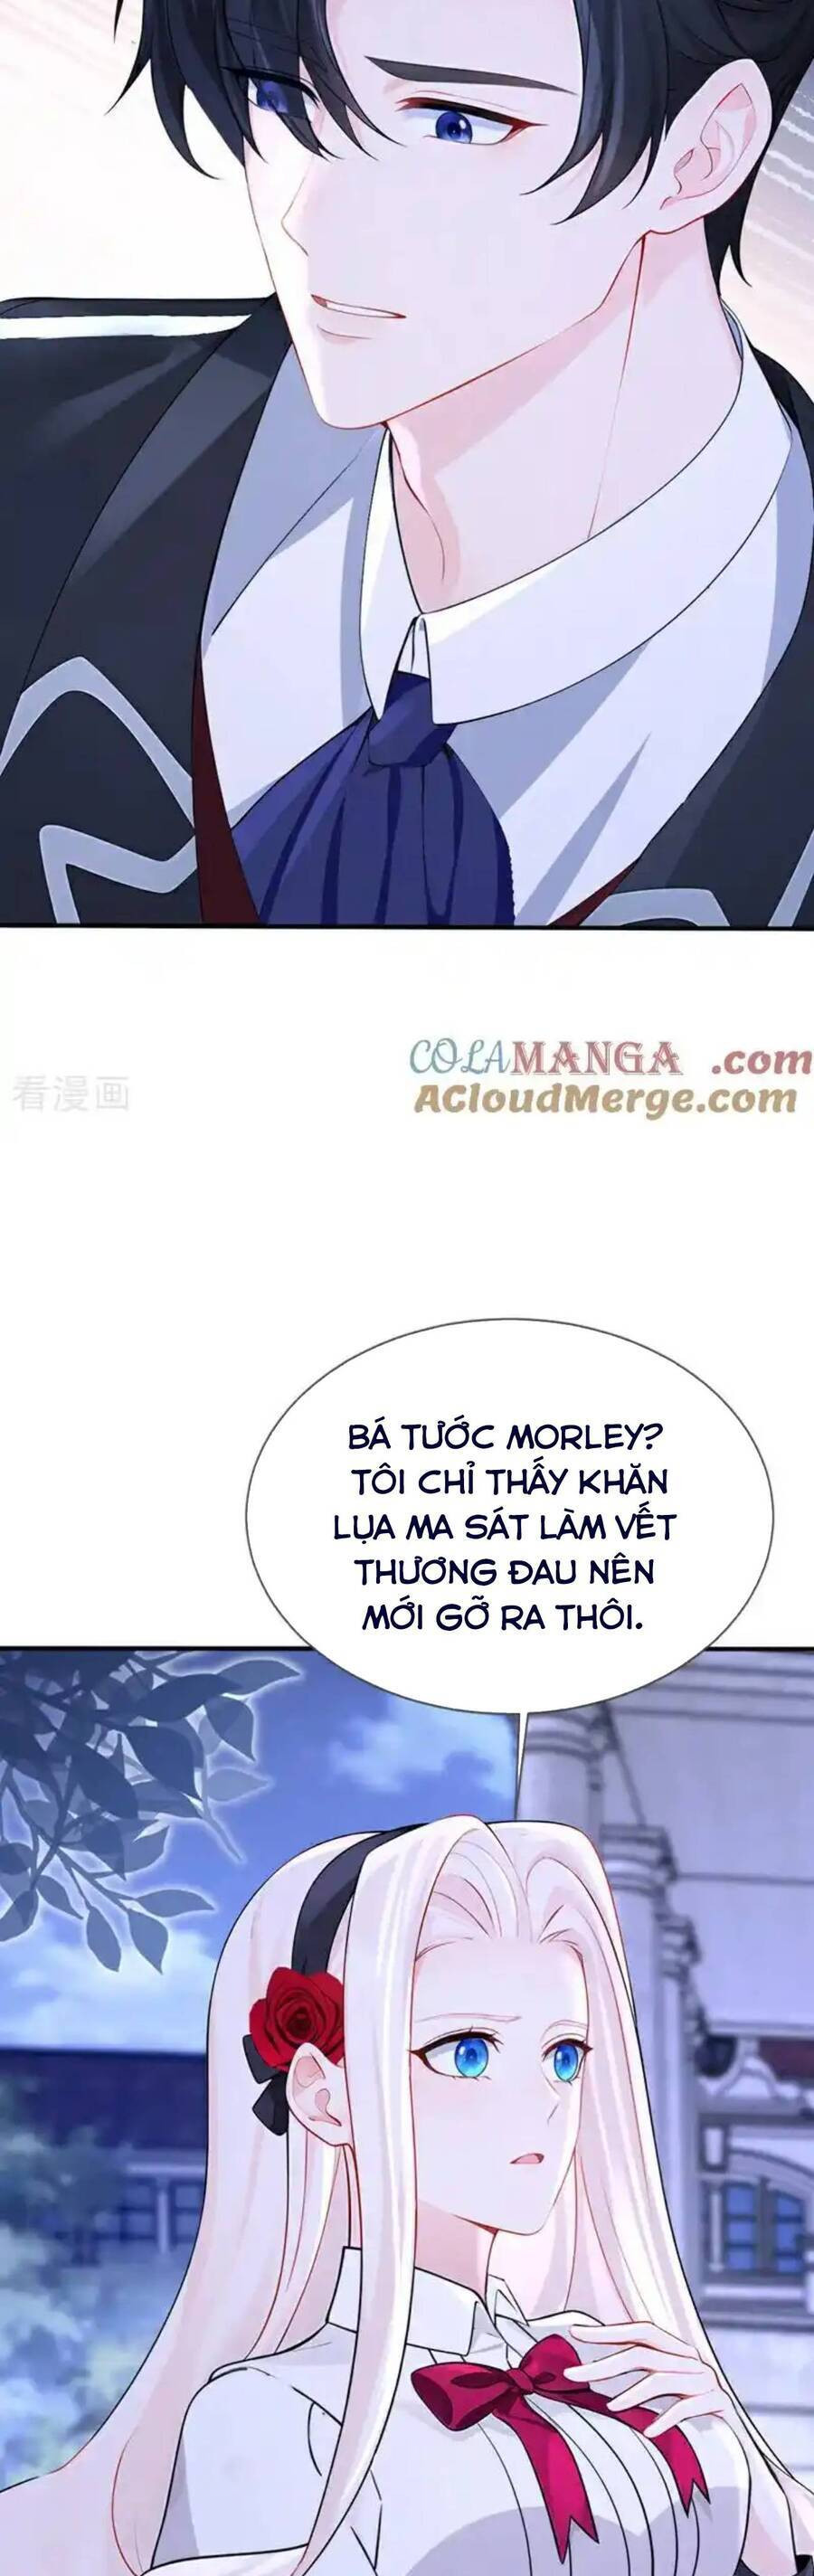 COLAMANGA.com
看漫画
ACloudMerge.com
BÁ TƯỚC MORLEY?
TÔI CHỈ THẤY KHĂN
LỤA MA SÁT LÀM VẾT
THƯƠNG ĐAU NÊN
MỚI GỠ RA THÔI.